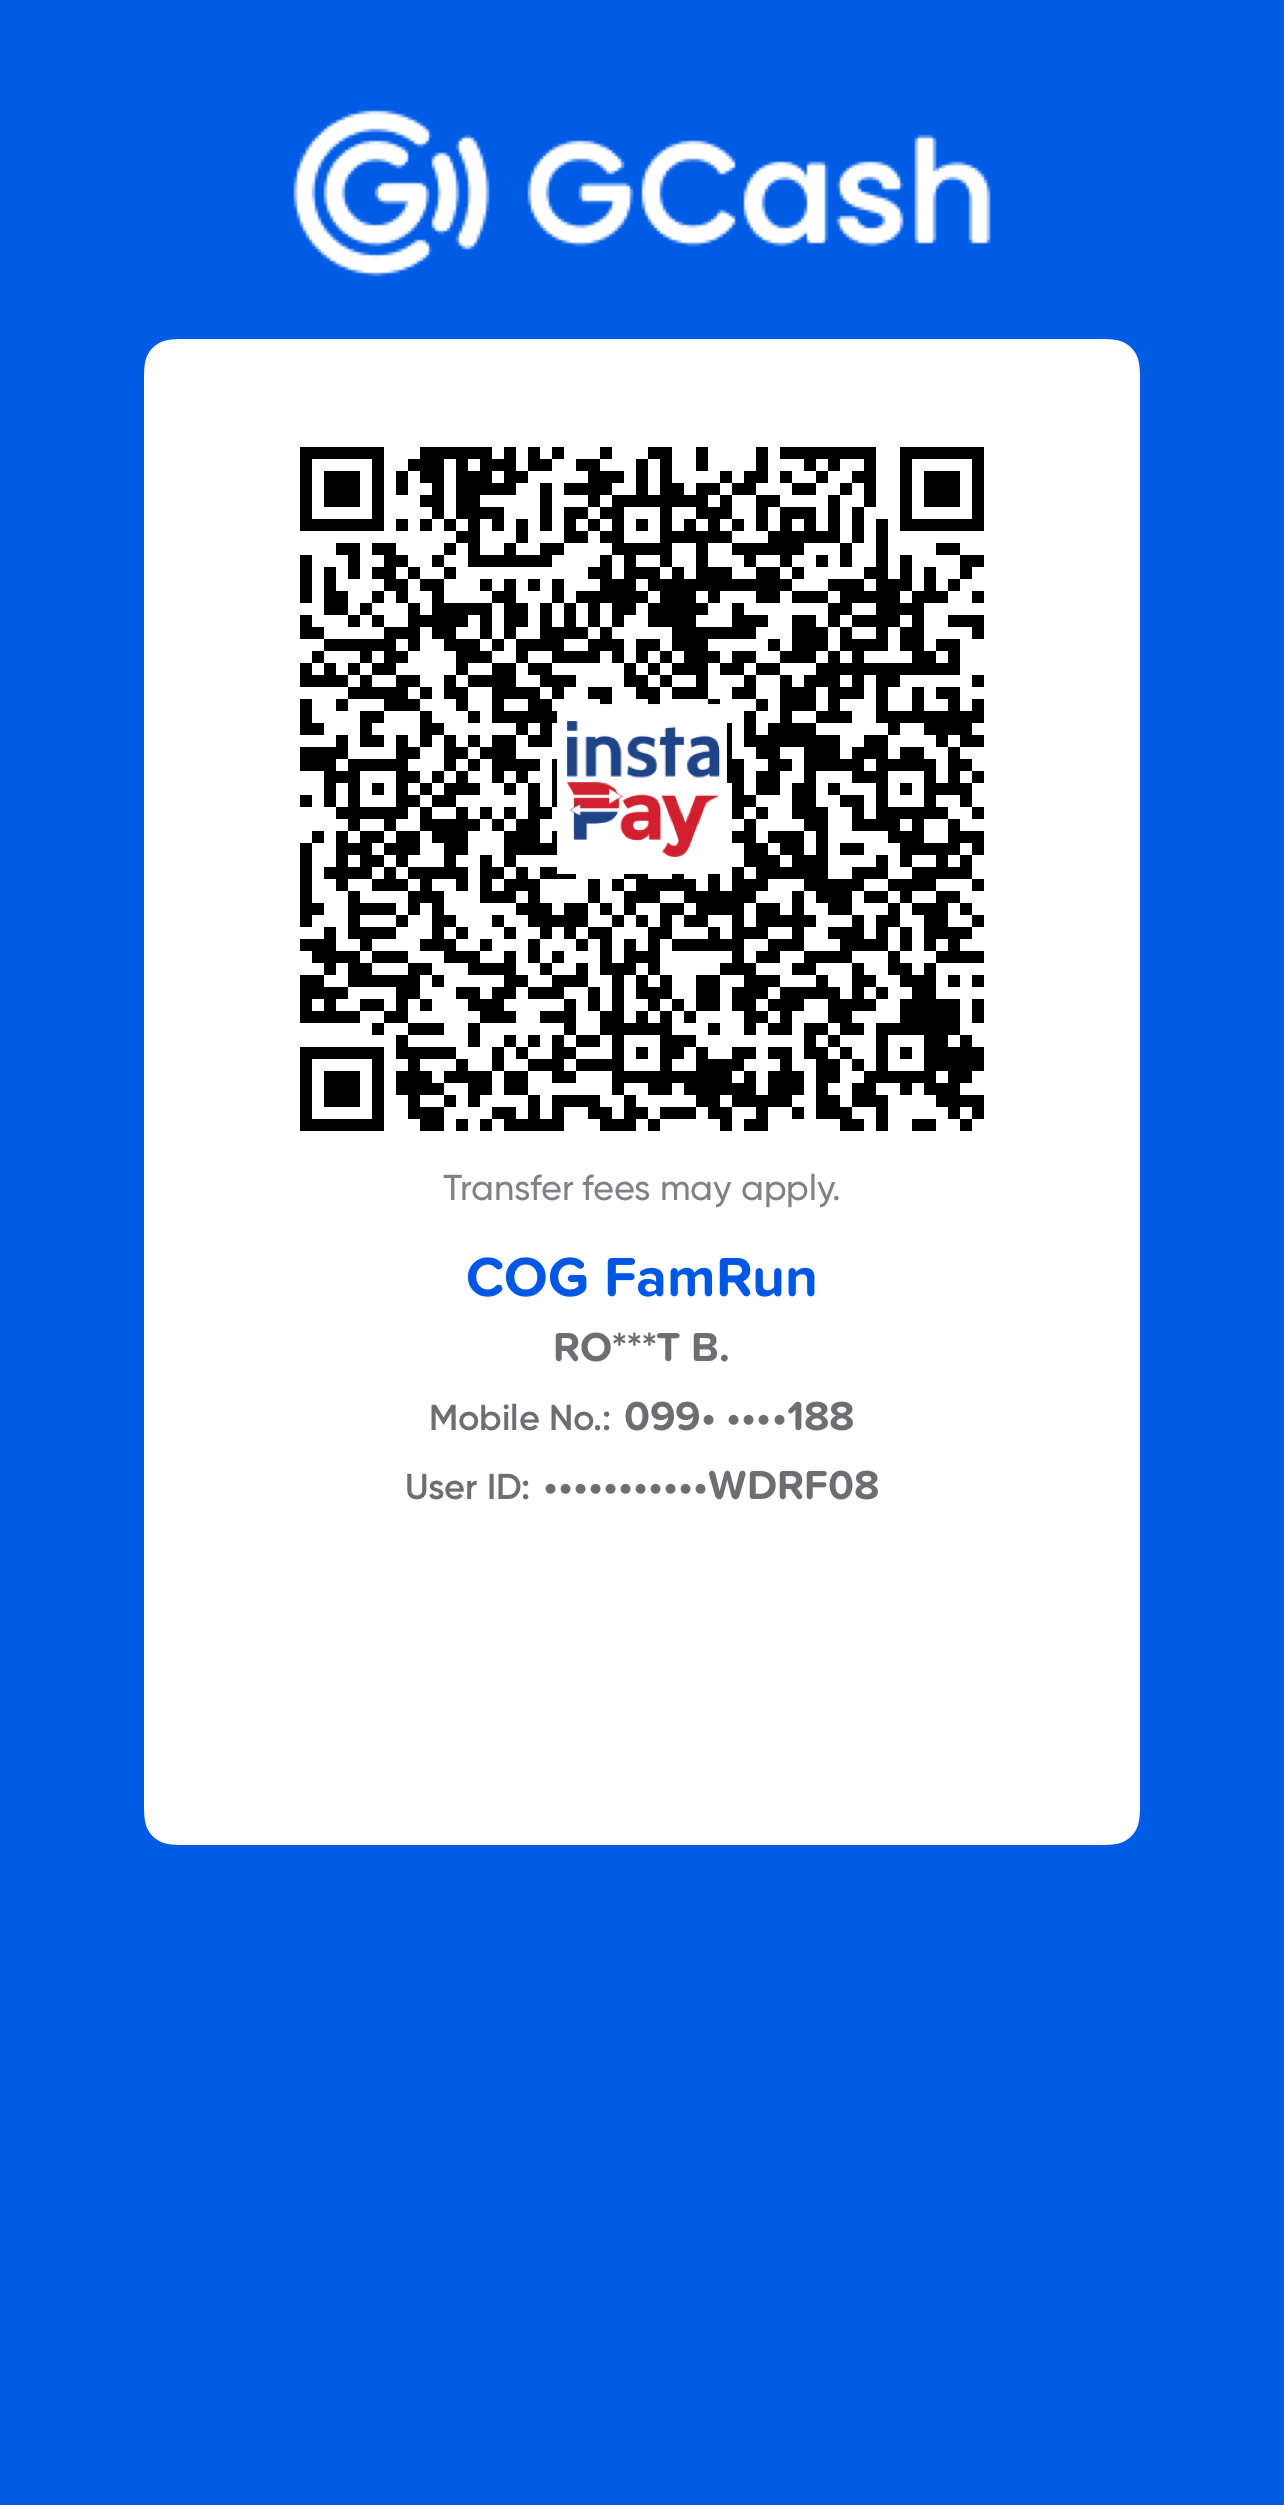 GCash
insta
Pay
Transfer fees may apply.
COG FamRun
RO***T B.
Mobile No.: 099• ••••188
User ID: •••••••••••WDRF08